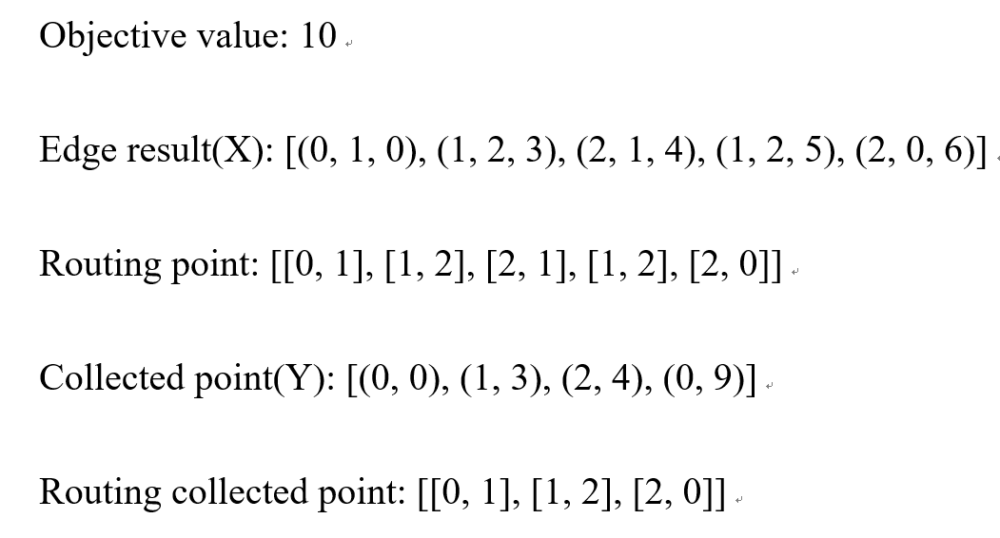 Objective value: 10
Edge result(X): [(0, 1, 0), (1, 2, 3), (2, 1, 4), (1, 2, 5), (2, 0, 6)]
Routing point: [[0, 1], [1, 2], [2, 1], [1, 2], [2, 0]]
Collected point(Y): [(0, 0), (1, 3), (2, 4), (0, 9)]
Routing collected point: [[0, 1], [1, 2], [2, 0]]